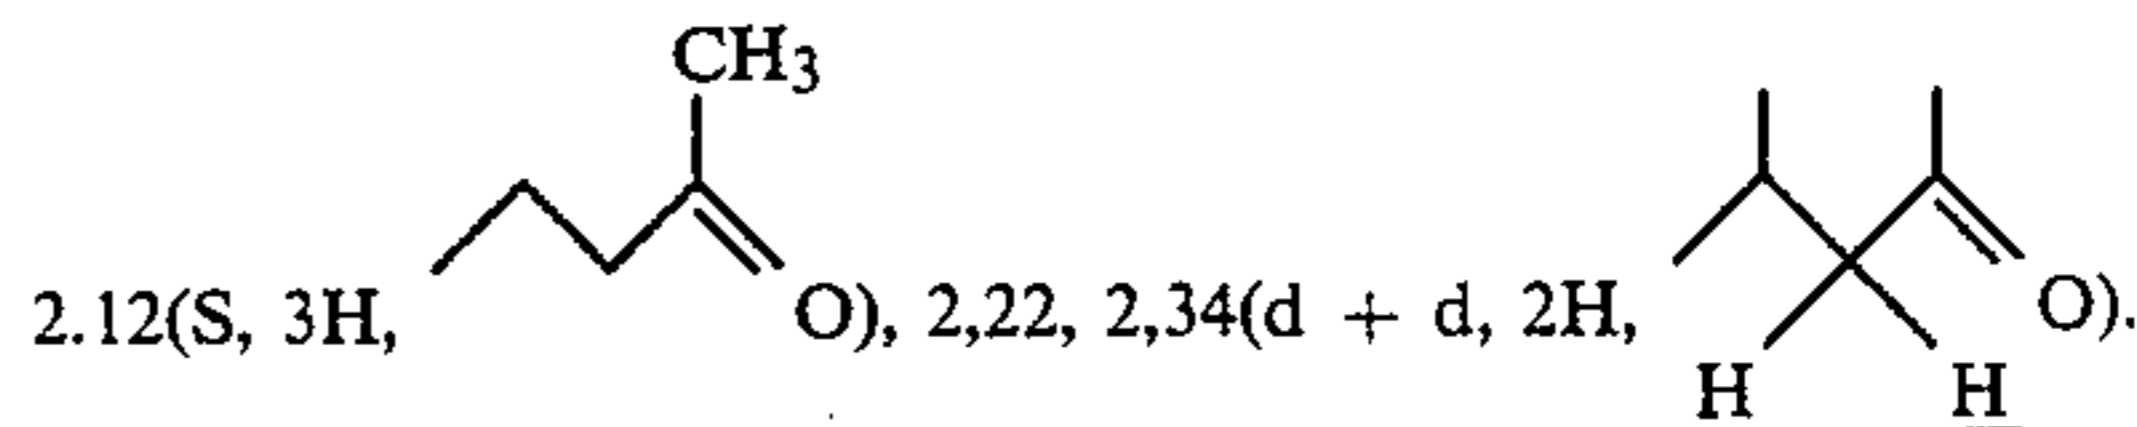 CH3
2.12(S, 3H, O), 2,22, 2,34(d + d, 2H, O).
H H